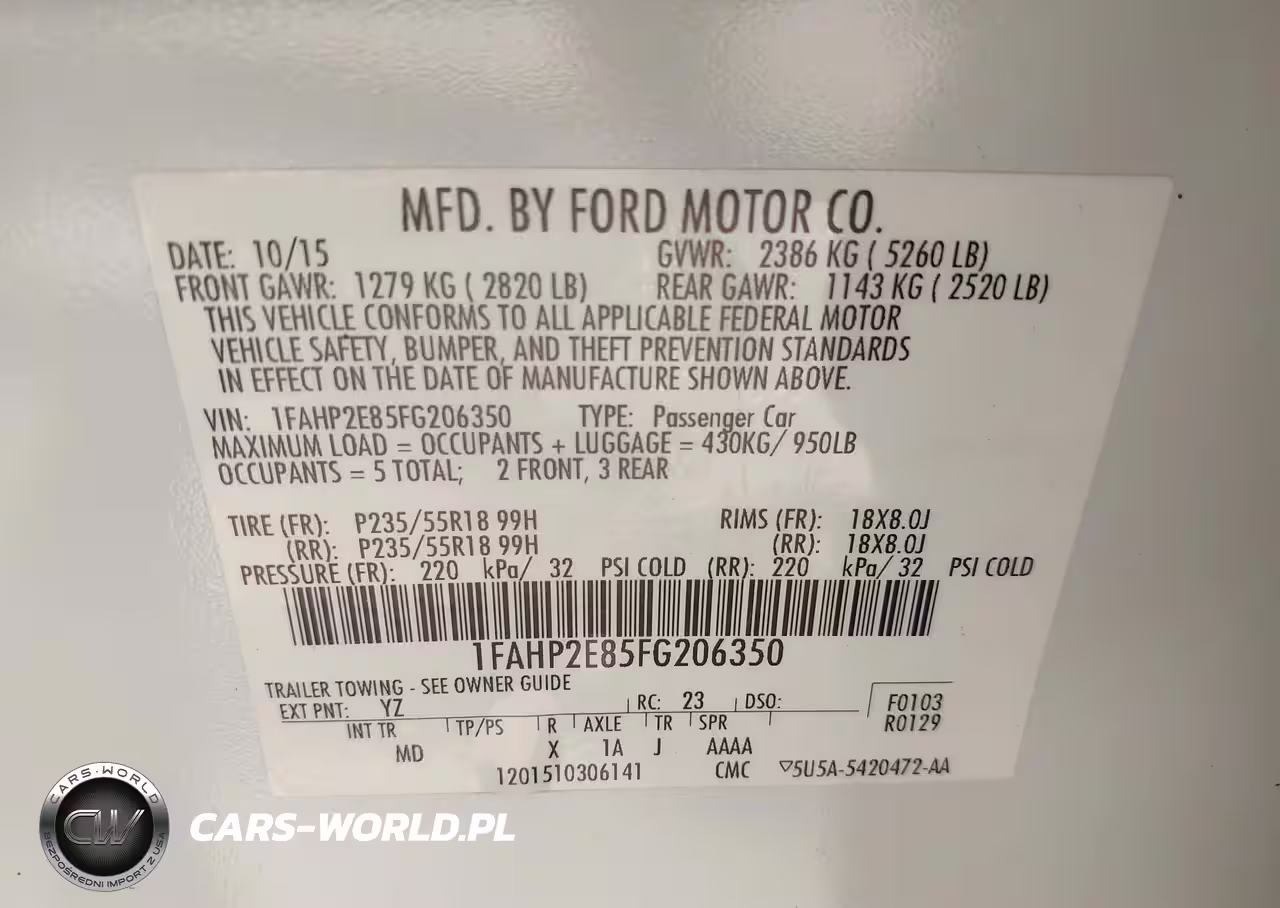 MFD. BY FORD MOTOR CO.
DATE: 10/15 GVWR: 2386 KG ( 5260 LB)
FRONT GAWR: 1279 KG ( 2820 LB) REAR GAWR: 1143 KG ( 2520 LB)
THIS VEHICLE CONFORMS TO ALL APPLICABLE FEDERAL MOTOR
VEHICLE SAFETY, BUMPER, AND THEFT PREVENTION STANDARDS
IN EFFECT ON THE DATE OF MANUFACTURE SHOWN ABOVE.
VIN: 1FAHP2E85FG206350 TYPE: Passenger Car
MAXIMUM LOAD = OCCUPANTS + LUGGAGE = 430KG/ 950LB
OCCUPANTS = 5 TOTAL; 2 FRONT, 3 REAR
TIRE (FR): P235/55R18 99H RIMS (FR): 18X8.0J
(RR): P235/55R18 99H (RR): 18X8.0J
PRESSURE (FR): 220 kPa/ 32 PSI COLD (RR): 220 kPa/ 32 PSI COLD
1FAHP2E85FG206350
TRAILER TOWING - SEE OWNER GUIDE
EXT PNT: YZ RC: 23 DSO: F0103
INT TR TP/PS R AXLE TR SPR R0129
MD X 1A J AAAA
1201510306141 CMC ▽5U5A-5420472-AA
CARS-WORLD
CW
BEZPOŚREDNI IMPORT Z USA
CARS-WORLD.PL